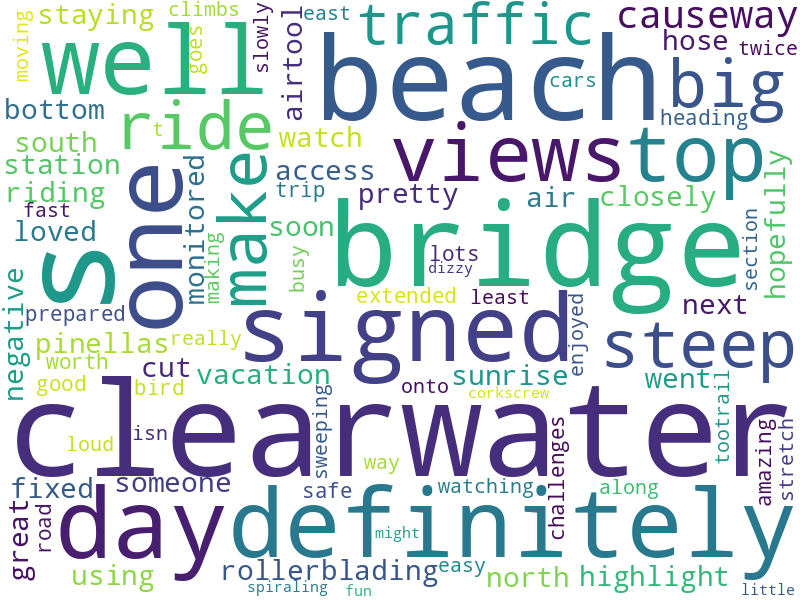 staying
climbs
east
traffic
causeway
moving
well
goes
slowly
airtool
beach
cars
hose
twice
big
bottom
ride
t
heading
south
watch
views
top
station
one
make
monitored
access
riding
trip
pretty
air
closely
hopefully
fast
loved
s
making
soon
busy
bridge
lots
dizzy
section
negative
prepared
signed
extended
least
next
enjoyed
steep
pinellas
really
worth
cut
vacation
sunrise
went
good
bird
onto
corkscrew
clearwater
tootrail
loud
isn
sweeping
way
challenges
amazing
stretch
fixed
someone
safe
watching
along
great
road
day
definitely
might
using
rollerblading
easy
north
highlight
spiraling
fun
little